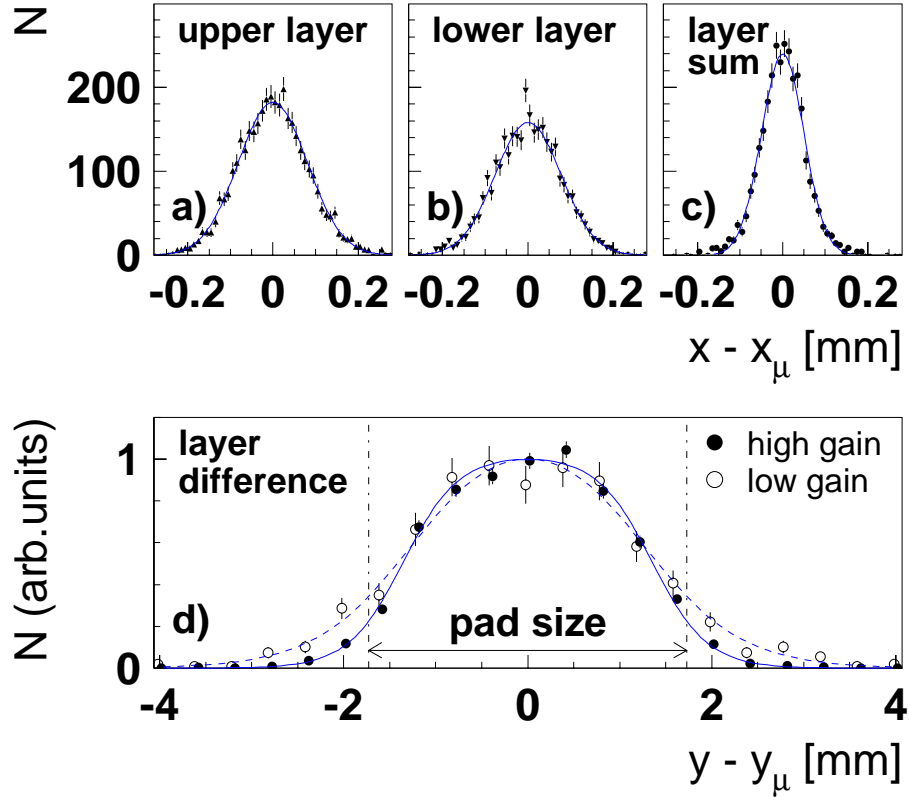 N
upper layer
lower layer
layer
sum
200
100
0
a)
b)
c)
-0.2 0 0.2
-0.2 0 0.2
-0.2 0 0.2
x - xμ [mm]
N (arb.units)
1
0
layer
difference
high gain
low gain
d)
pad size
-4 -2 0 2 4
y - yμ [mm]